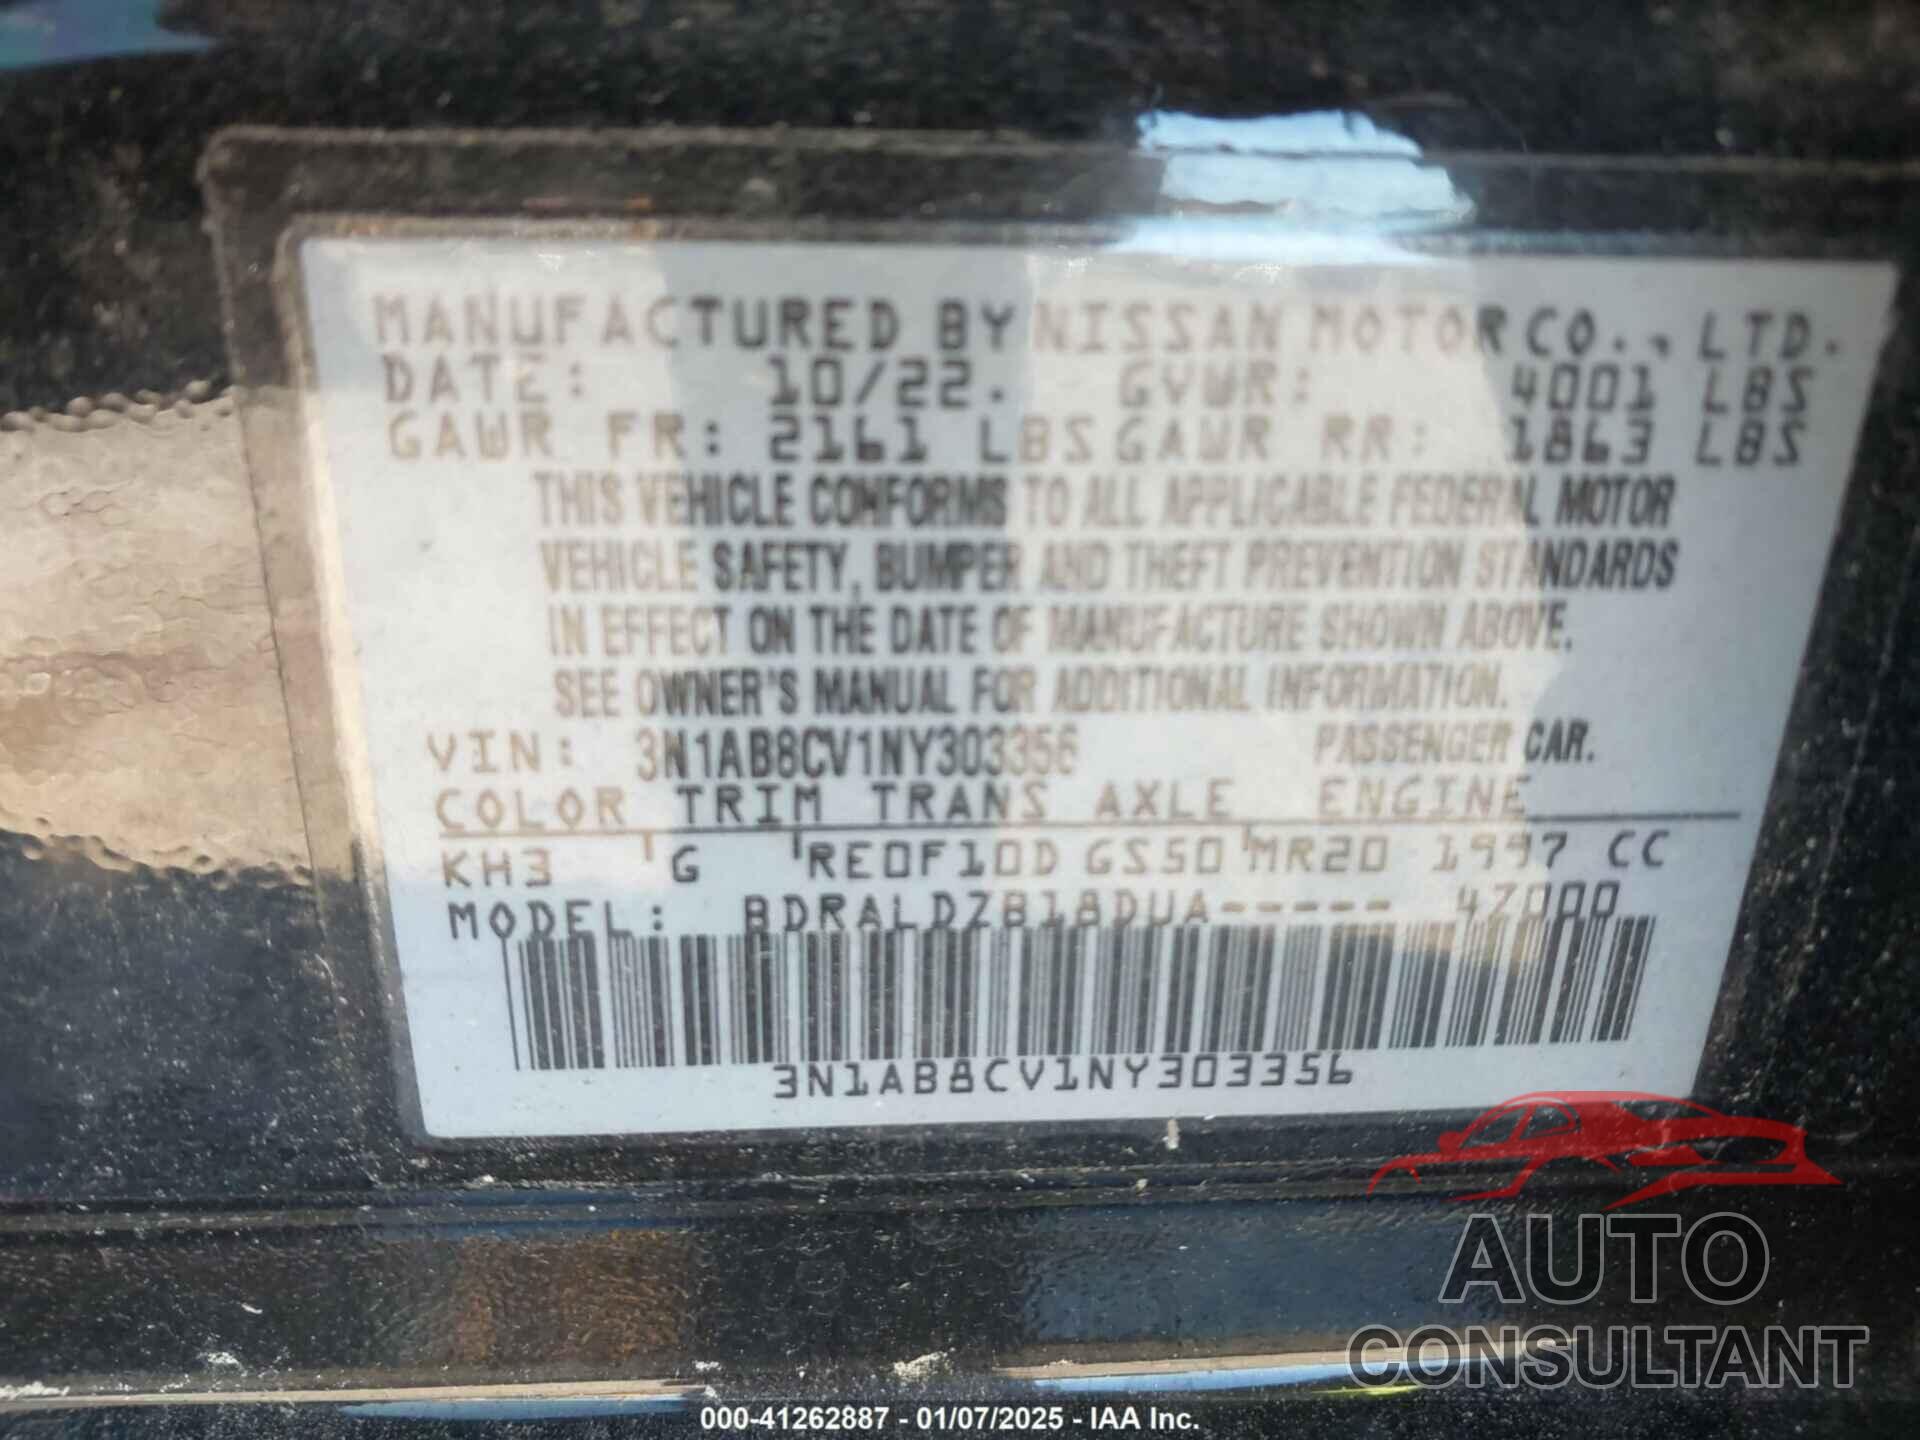 MANUFACTURED BY NISSAN MOTOR CO., LTD.
DATE: 10/22. GVWR: 4001 LBS
GAWR FR: 2161 LBS GAWR RR: 1863 LBS
THIS VEHICLE CONFORMS TO ALL APPLICABLE FEDERAL MOTOR
VEHICLE SAFETY, BUMPER AND THEFT PREVENTION STANDARDS
IN EFFECT ON THE DATE OF MANUFACTURE SHOWN ABOVE.
SEE OWNER'S MANUAL FOR ADDITIONAL INFORMATION.
VIN: 3N1AB8CV1NY303356 PASSENGER CAR.
COLOR TRIM TRANS AXLE ENGINE
KH3 G RE0F10D GS50 MR20 1997 CC
MODEL: BDRALDZB18DUA----- 4Z000
3N1AB8CV1NY303356
AUTO
CONSULTANT
000-41262887 - 01/07/2025 - IAA Inc.